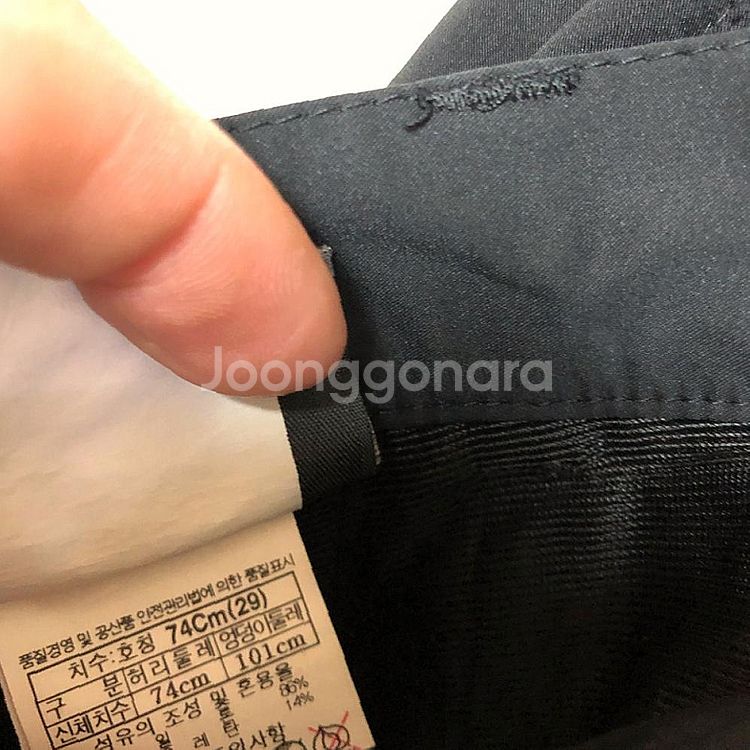 Joonggonara
품질경영 및 공산품 안전관리법에 의한 품질표시
치수:호칭 74Cm(29)
구 분 허리둘레 엉덩이둘레
신체치수 74cm 101cm
섬유의 조성 및 혼용율
86%
14%